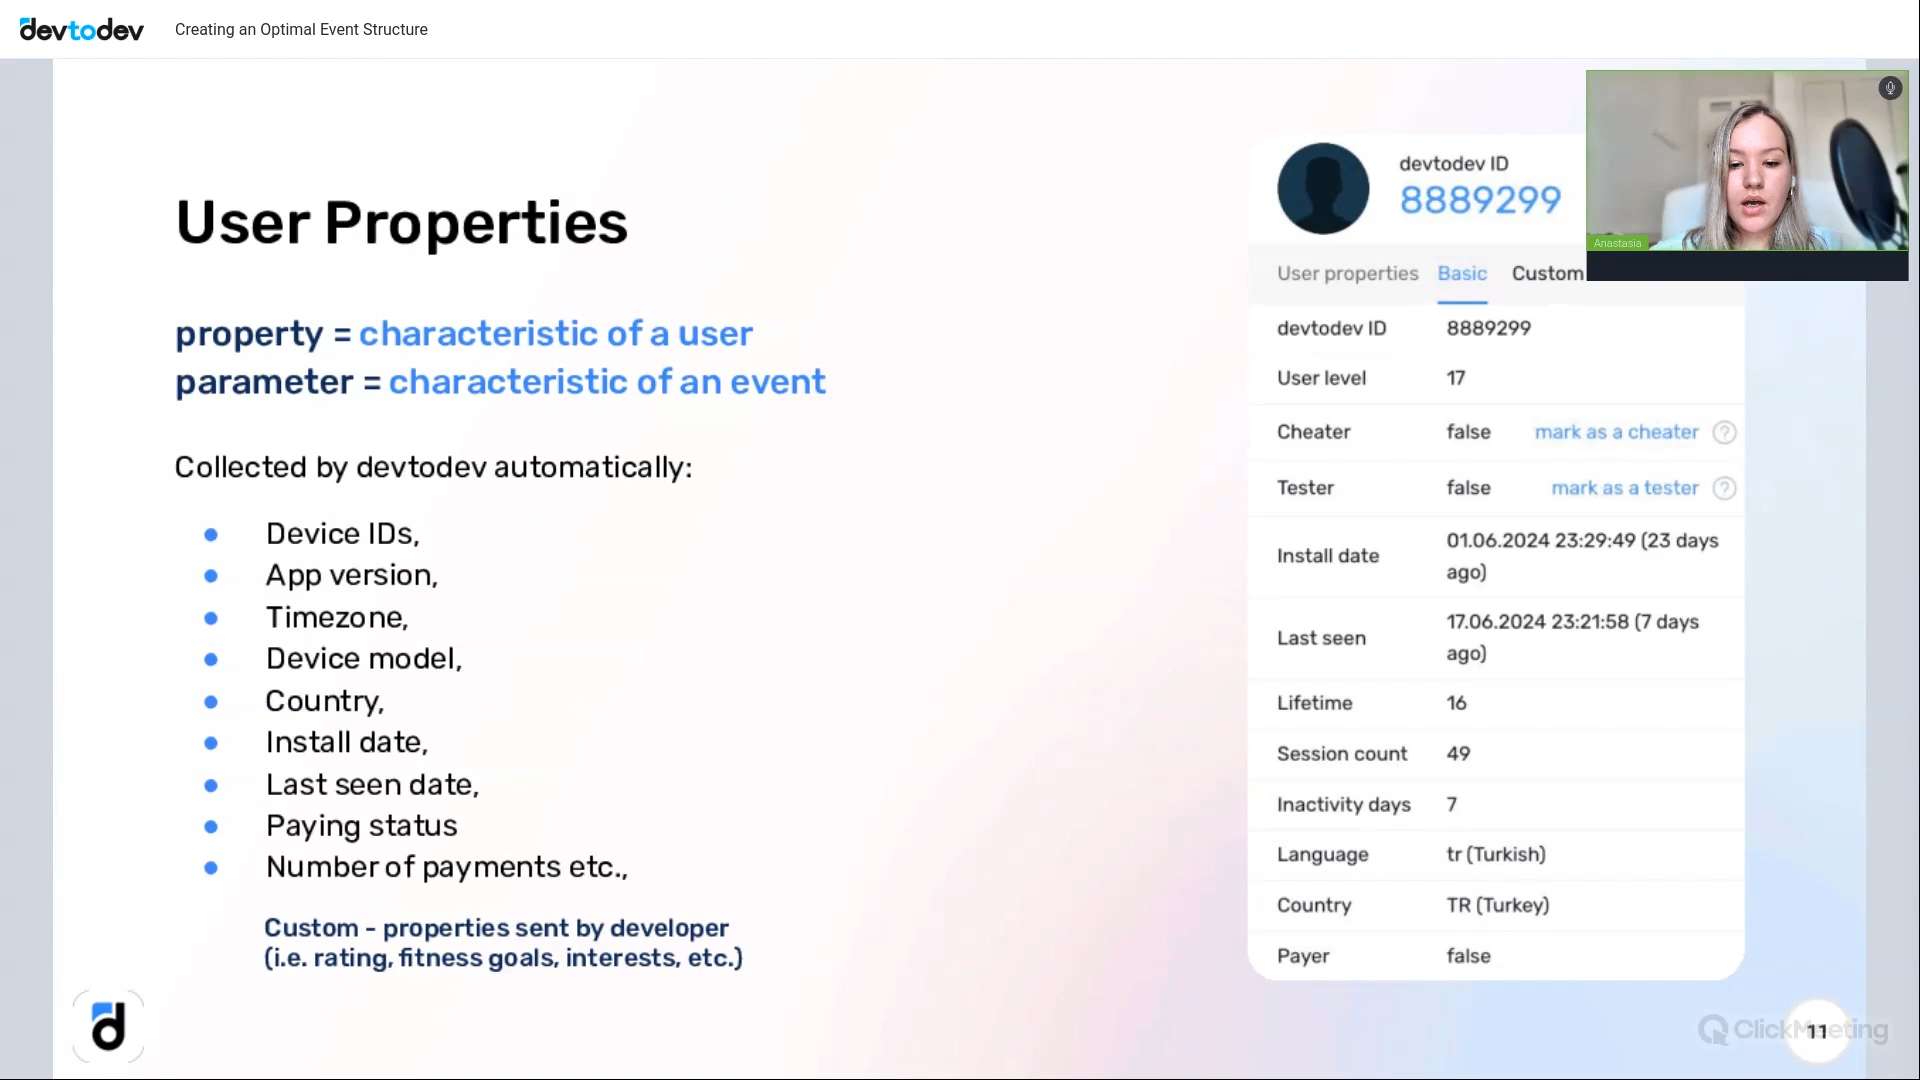 devtodev
Creating an Optimal Event Structure
User Properties
property = characteristic of a user
parameter = characteristic of an event
Collected by devtodev automatically:
Device IDs,
App version,
Timezone,
Device model,
Country,
Install date,
Last seen date,
Paying status
Number of payments etc.,
Custom - properties sent by developer
(i.e. rating, fitness goals, interests, etc.)
devtodev ID
8889299
User properties Basic Custom
devtodev ID 8889299
User level 17
Cheater false mark as a cheater ?
Tester false mark as a tester ?
Install date 01.06.2024 23:29:49 (23 days
ago)
Last seen 17.06.2024 23:21:58 (7 days
ago)
Lifetime 16
Session count 49
Inactivity days 7
Language tr (Turkish)
Country TR (Turkey)
Payer false
Anastasia
d
ClickMeeting
11